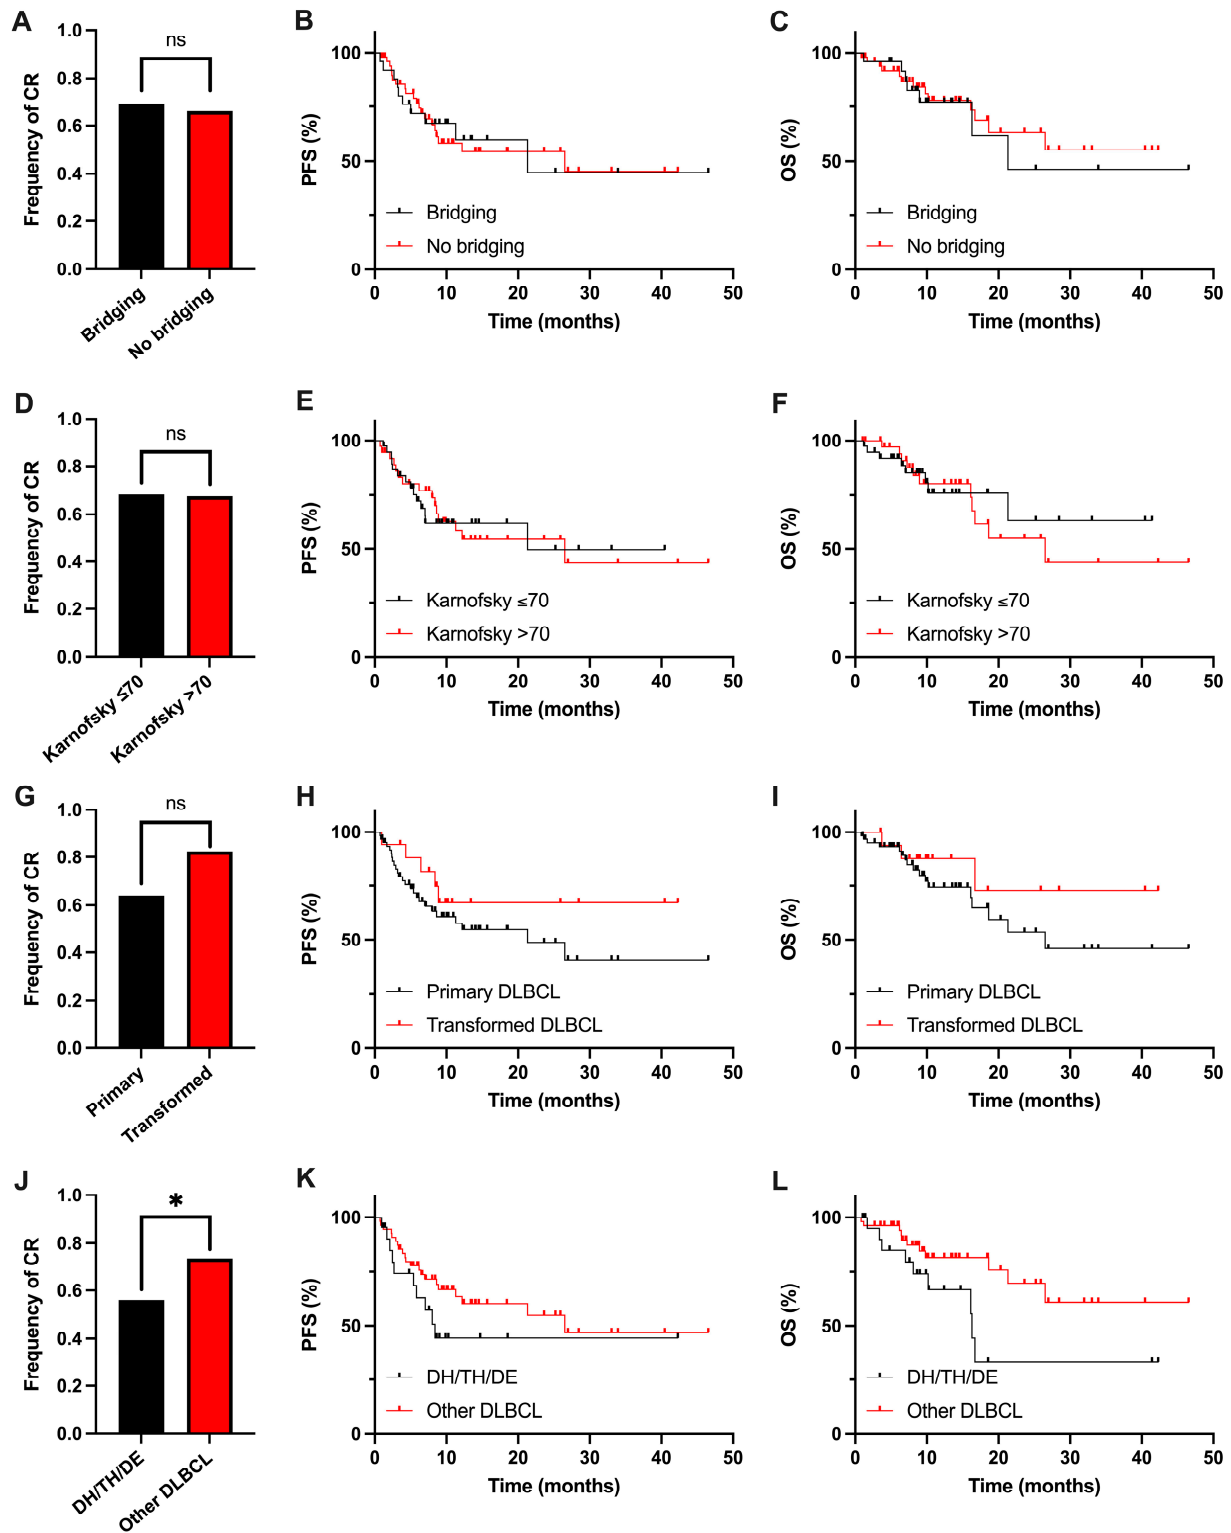 A
Frequency of CR
1.0
0.8
0.6
0.4
0.2
0.0
ns
Bridging
No bridging
B
PFS (%)
100
50
0
Bridging
No bridging
0 10 20 30 40 50
Time (months)
C
OS (%)
100
50
0
Bridging
No bridging
0 10 20 30 40 50
Time (months)
D
Frequency of CR
1.0
0.8
0.6
0.4
0.2
0.0
ns
Karnofsky ≤70
Karnofsky >70
E
PFS (%)
100
50
0
Karnofsky ≤70
Karnofsky >70
0 10 20 30 40 50
Time (months)
F
OS (%)
100
50
0
Karnofsky ≤70
Karnofsky >70
0 10 20 30 40 50
Time (months)
G
Frequency of CR
1.0
0.8
0.6
0.4
0.2
0.0
ns
Primary
Transformed
H
PFS (%)
100
50
0
Primary DLBCL
Transformed DLBCL
0 10 20 30 40 50
Time (months)
I
OS (%)
100
50
0
Primary DLBCL
Transformed DLBCL
0 10 20 30 40 50
Time (months)
J
Frequency of CR
1.0
0.8
0.6
0.4
0.2
0.0
*
DH/TH/DE
Other DLBCL
K
PFS (%)
100
50
0
DH/TH/DE
Other DLBCL
0 10 20 30 40 50
Time (months)
L
OS (%)
100
50
0
DH/TH/DE
Other DLBCL
0 10 20 30 40 50
Time (months)